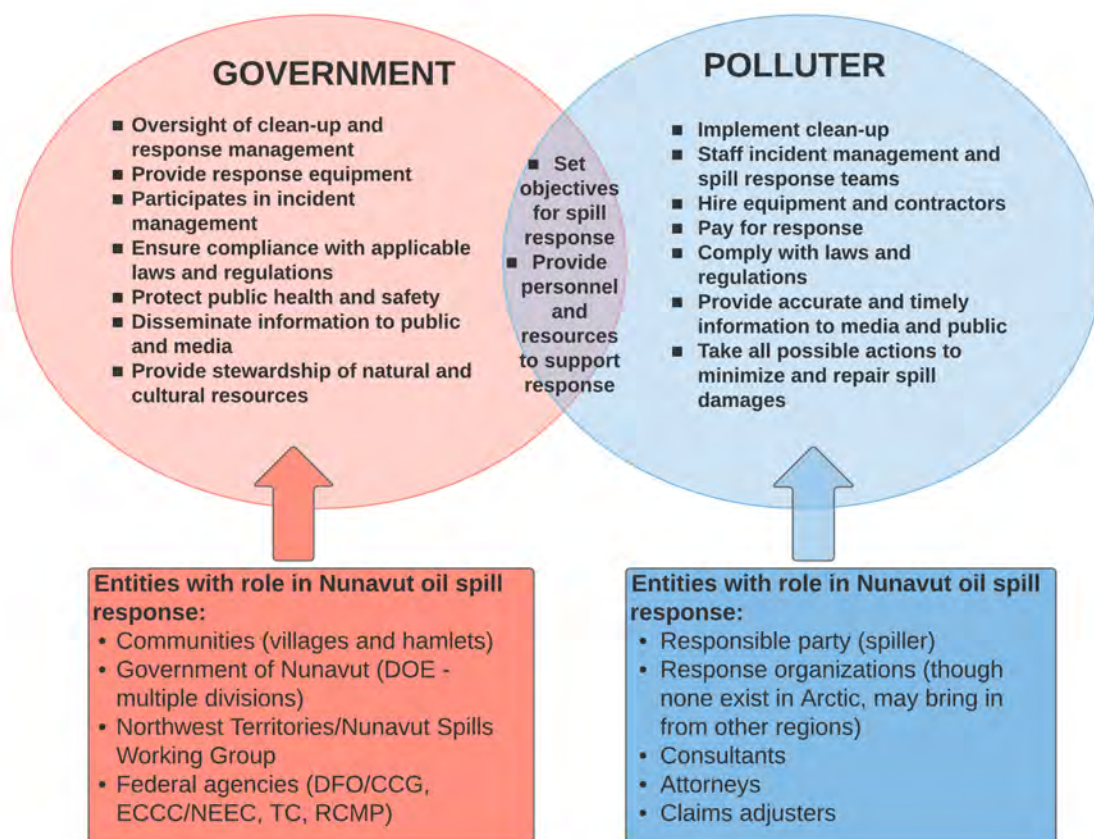 GOVERNMENT
■ Oversight of clean-up and
response management
■ Provide response equipment
■ Participates in incident
management
■ Ensure compliance with applicable
laws and regulations
■ Protect public health and safety
■ Disseminate information to public
and media
■ Provide stewardship of natural and
cultural resources
■ Set
objectives
for spill
response
■ Provide
personnel
and
resources
to support
response
POLLUTER
■ Implement clean-up
■ Staff incident management and
spill response teams
■ Hire equipment and contractors
■ Pay for response
■ Comply with laws and
regulations
■ Provide accurate and timely
information to media and public
■ Take all possible actions to
minimize and repair spill
damages
Entities with role in Nunavut oil spill
response:
• Communities (villages and hamlets)
• Government of Nunavut (DOE -
multiple divisions)
• Northwest Territories/Nunavut Spills
Working Group
• Federal agencies (DFO/CCG,
ECCC/NEEC, TC, RCMP)
Entities with role in Nunavut oil spill
response:
• Responsible party (spiller)
• Response organizations (though
none exist in Arctic, may bring in
from other regions)
• Consultants
• Attorneys
• Claims adjusters